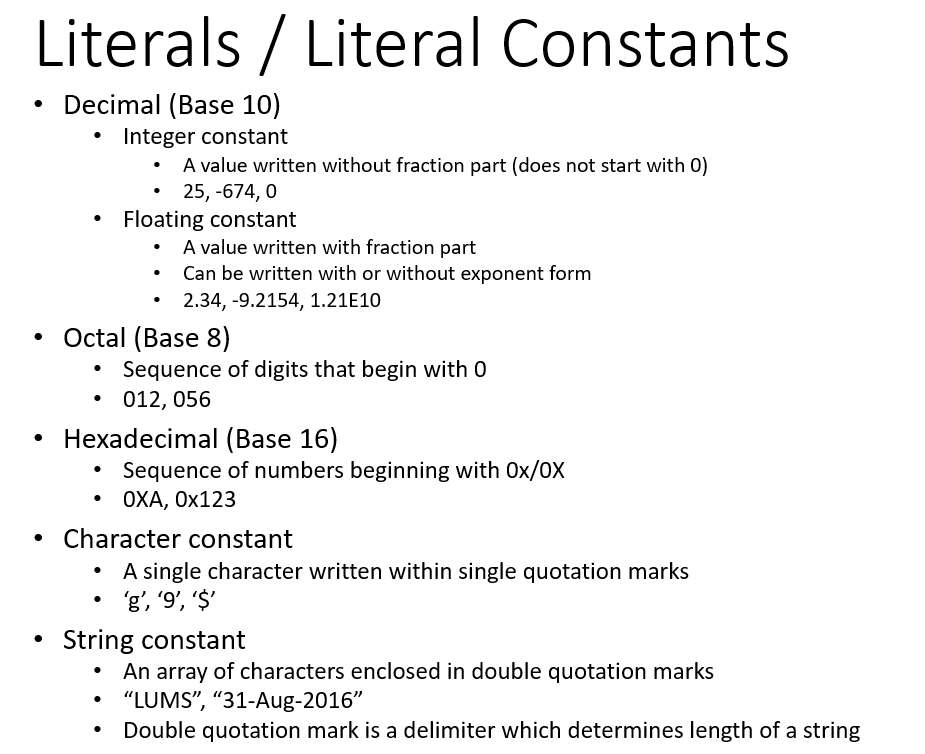 Literals / Literal Constants
• Decimal (Base 10)
• Integer constant
• A value written without fraction part (does not start with 0)
• 25, -674, 0
• Floating constant
• A value written with fraction part
• Can be written with or without exponent form
• 2.34, -9.2154, 1.21E10
• Octal (Base 8)
• Sequence of digits that begin with 0
• 012, 056
• Hexadecimal (Base 16)
• Sequence of numbers beginning with 0x/0X
• 0XA, 0x123
• Character constant
• A single character written within single quotation marks
• ‘g’, ‘9’, ‘$’
• String constant
• An array of characters enclosed in double quotation marks
• “LUMS”, “31-Aug-2016”
• Double quotation mark is a delimiter which determines length of a string